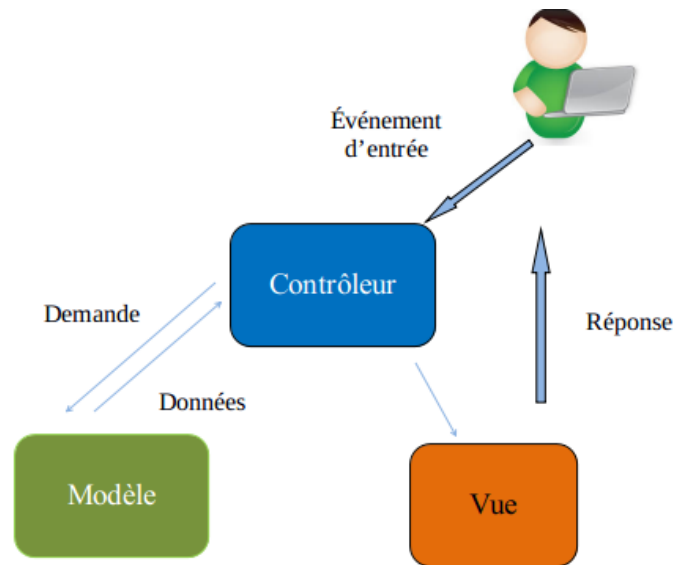 Événement
d’entrée
Contrôleur
Demande
Réponse
Données
Modèle
Vue